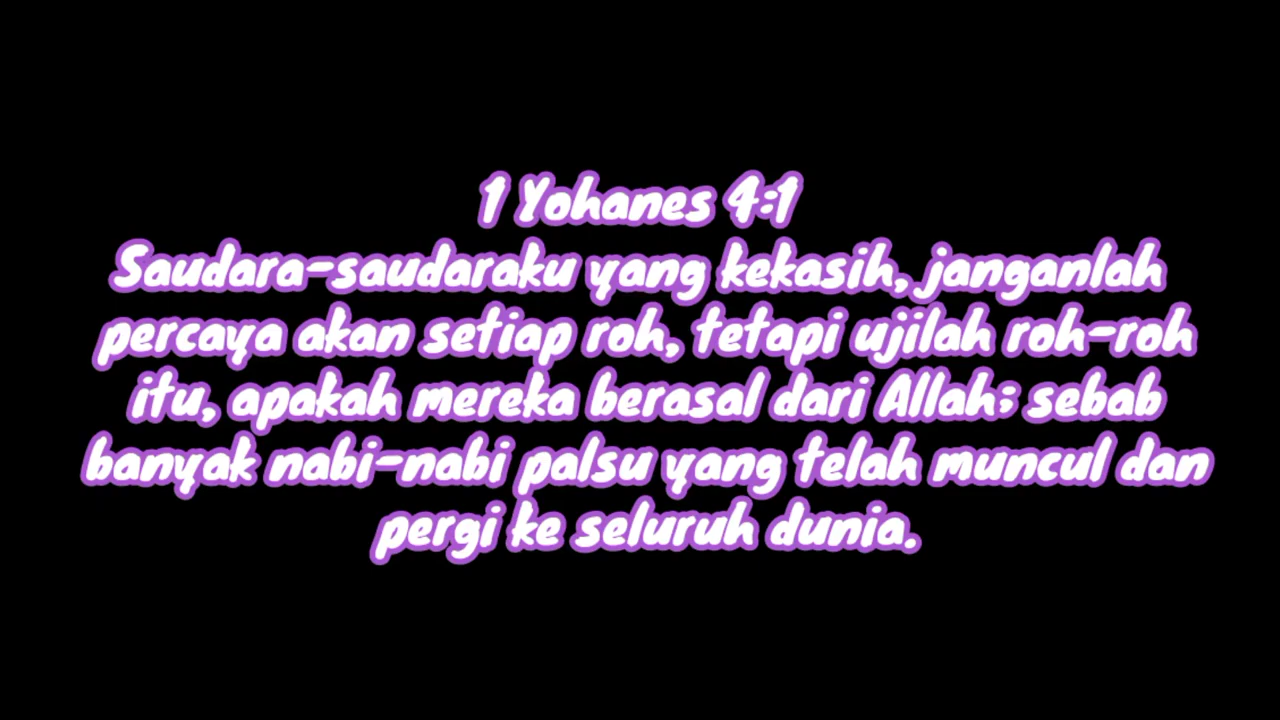 1 Yohanes 4:1
Saudara-saudaraku yang kekasih, janganlah
percaya akan setiap roh, tetapi ujilah roh-roh
itu, apakah mereka berasal dari Allah; sebab
banyak nabi-nabi palsu yang telah muncul dan
pergi ke seluruh dunia.